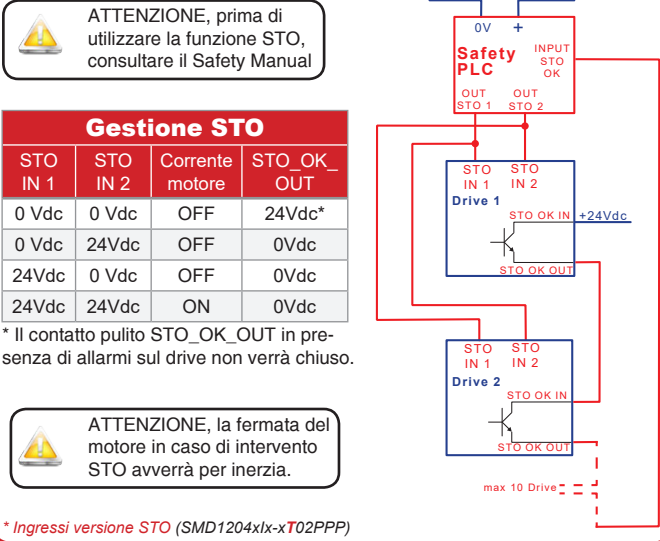 ATTENZIONE, prima di
utilizzare la funzione STO,
consultare il Safety Manual
Gestione STO
STO IN 1 STO IN 2 Corrente motore STO_OK_ OUT
0 Vdc 0 Vdc OFF 24Vdc*
0 Vdc 24Vdc OFF 0Vdc
24Vdc 0 Vdc OFF 0Vdc
24Vdc 24Vdc ON 0Vdc
* Il contatto pulito STO_OK_OUT in pre-
senza di allarmi sul drive non verrà chiuso.
ATTENZIONE, la fermata del
motore in caso di intervento
STO avverrà per inerzia.
* Ingressi versione STO (SMD1204xIx-xT02PPP)
0V +
Safety
PLC
INPUT
STO
OK
OUT
STO 1
OUT
STO 2
STO
IN 1
STO
IN 2
Drive 1
STO OK IN +24Vdc
STO OK OUT
STO
IN 1
STO
IN 2
Drive 2
STO OK IN
STO OK OUT
max 10 Drive